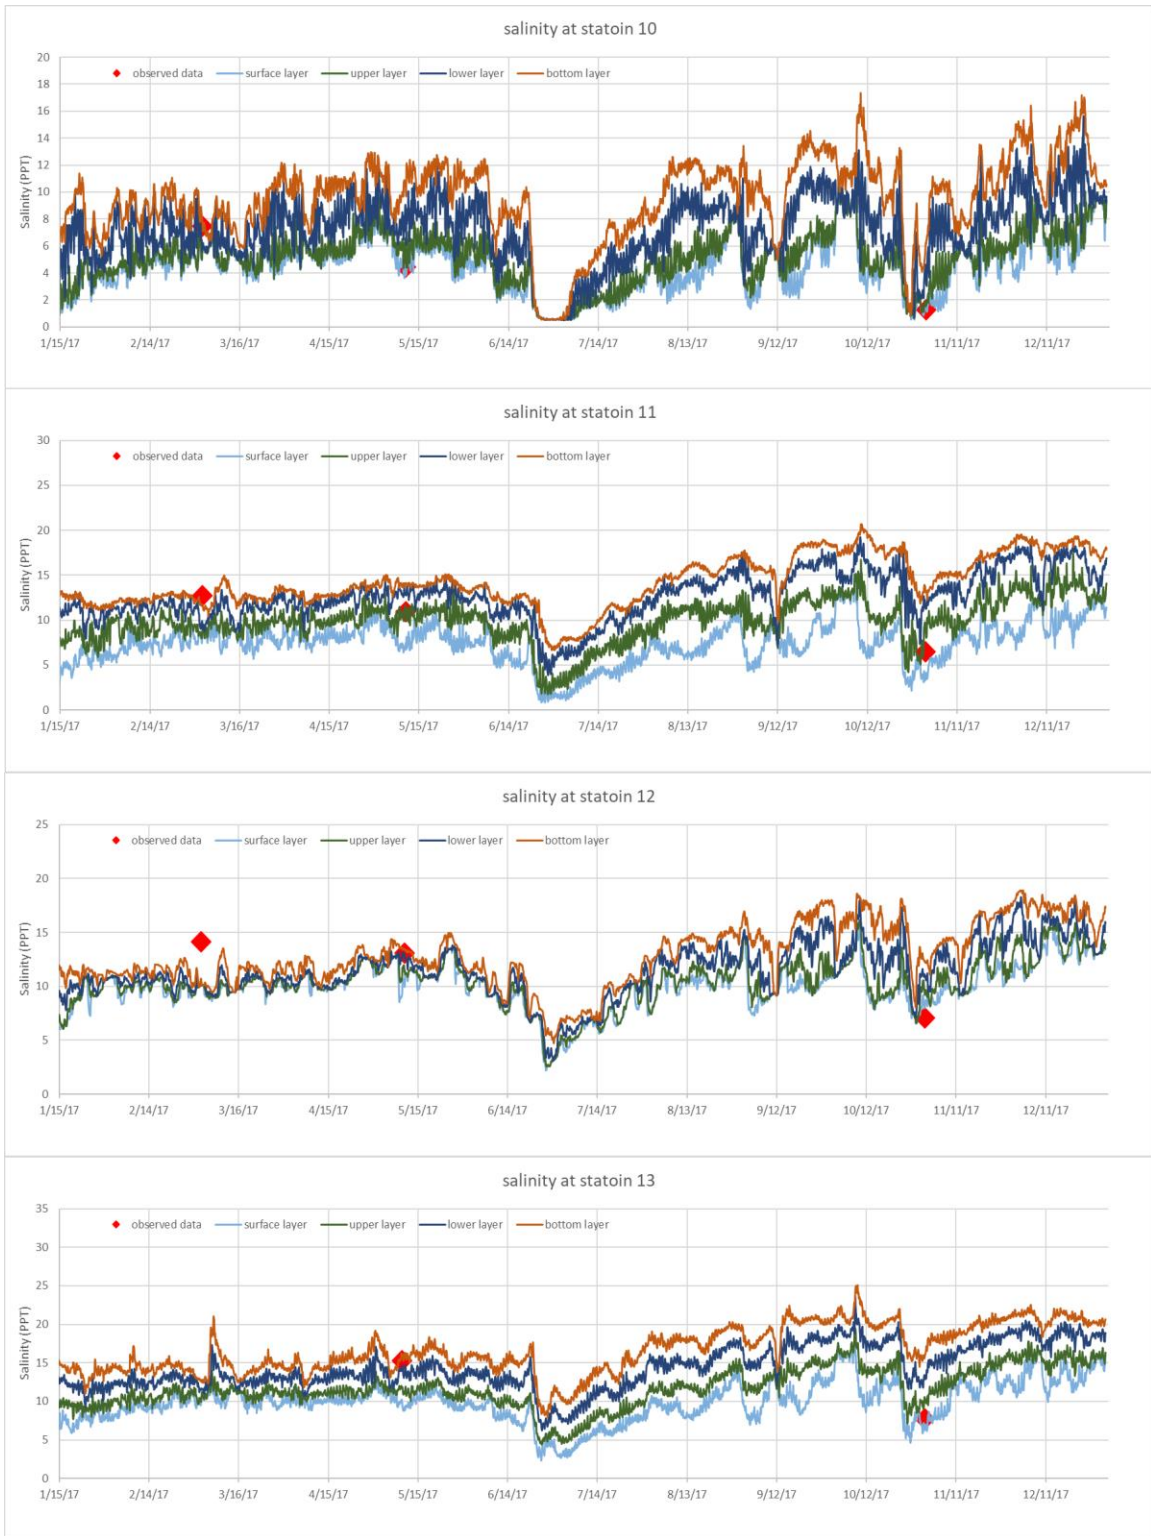 salinity at statoin 10
20
18
16
14
12
10
8
6
4
2
0
Salinity (PPT)
observed data surface layer upper layer lower layer bottom layer
1/15/17 2/14/17 3/16/17 4/15/17 5/15/17 6/14/17 7/14/17 8/13/17 9/12/17 10/12/17 11/11/17 12/11/17
salinity at statoin 11
30
25
20
15
10
5
0
Salinity (PPT)
observed data surface layer upper layer lower layer bottom layer
1/15/17 2/14/17 3/16/17 4/15/17 5/15/17 6/14/17 7/14/17 8/13/17 9/12/17 10/12/17 11/11/17 12/11/17
salinity at statoin 12
25
20
15
10
5
0
Salinity (PPT)
observed data surface layer upper layer lower layer bottom layer
1/15/17 2/14/17 3/16/17 4/15/17 5/15/17 6/14/17 7/14/17 8/13/17 9/12/17 10/12/17 11/11/17 12/11/17
salinity at statoin 13
35
30
25
20
15
10
5
0
Salinity (PPT)
observed data surface layer upper layer lower layer bottom layer
1/15/17 2/14/17 3/16/17 4/15/17 5/15/17 6/14/17 7/14/17 8/13/17 9/12/17 10/12/17 11/11/17 12/11/17